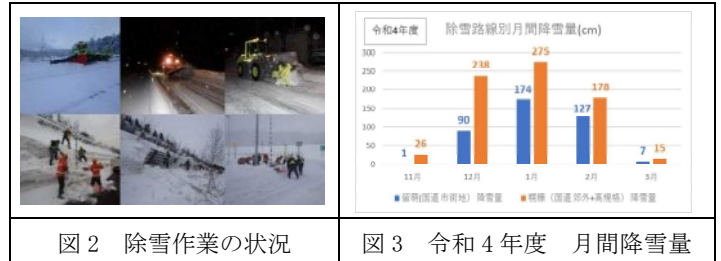 令和4年度
除雪路線別月間降雪量(cm)
300
250
200
150
100
50
0
1
26
90
238
174
275
127
178
7
15
11月
12月
1月
2月
3月
留萌(国道市街地) 降雪量
幌糠（国道郊外+高規格）降雪量
図2 除雪作業の状況
図3 令和4年度 月間降雪量